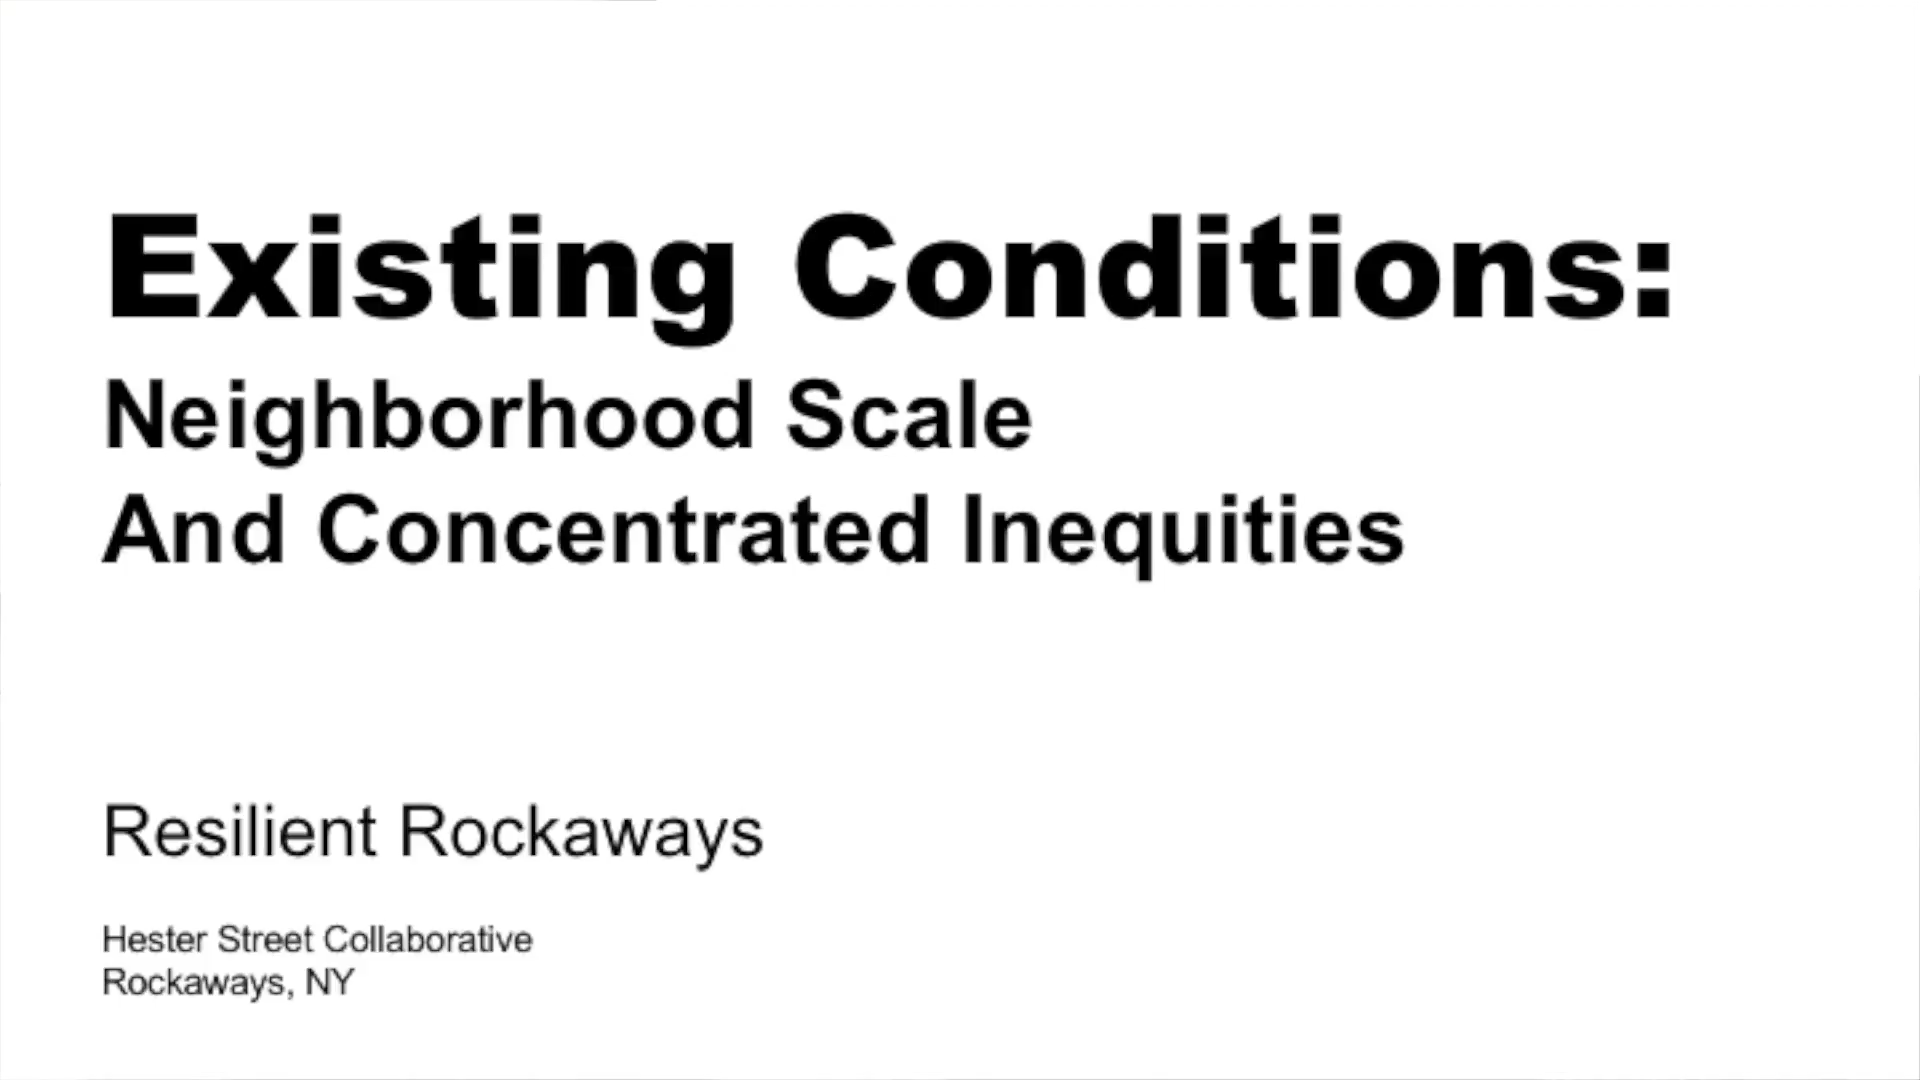 Existing Conditions:
Neighborhood Scale
And Concentrated Inequities
Resilient Rockaways
Hester Street Collaborative
Rockaways, NY